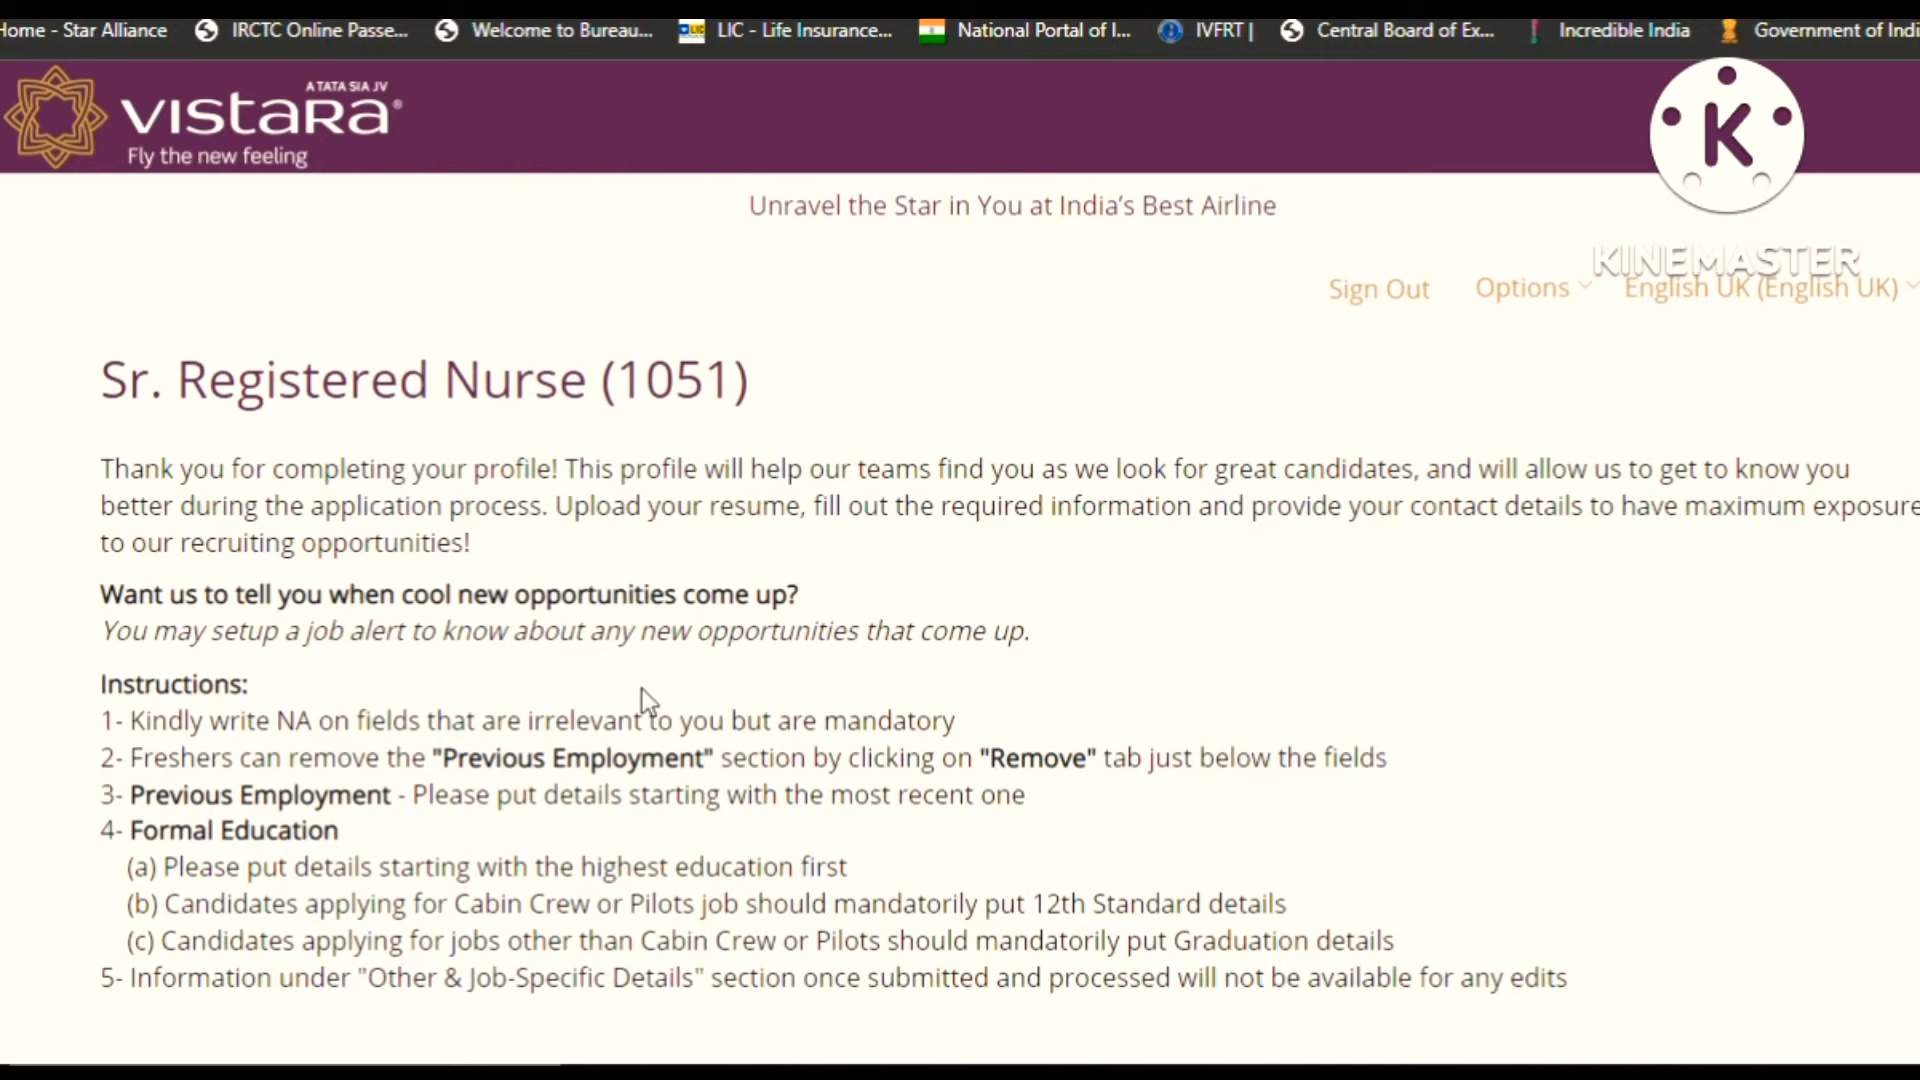 Home - Star Alliance IRCTC Online Passe... Welcome to Bureau... LIC - Life Insurance... National Portal of I... IVFRT | Central Board of Ex... Incredible India Government of Indi
A TATA SIA JV
VISTARA®
Fly the new feeling
K
KINEMASTER
Unravel the Star in You at India's Best Airline
Sign Out Options English UK (English UK)
Sr. Registered Nurse (1051)
Thank you for completing your profile! This profile will help our teams find you as we look for great candidates, and will allow us to get to know you
better during the application process. Upload your resume, fill out the required information and provide your contact details to have maximum exposure
to our recruiting opportunities!
Want us to tell you when cool new opportunities come up?
You may setup a job alert to know about any new opportunities that come up.
Instructions:
1- Kindly write NA on fields that are irrelevant to you but are mandatory
2- Freshers can remove the "Previous Employment" section by clicking on "Remove" tab just below the fields
3- Previous Employment - Please put details starting with the most recent one
4- Formal Education
(a) Please put details starting with the highest education first
(b) Candidates applying for Cabin Crew or Pilots job should mandatorily put 12th Standard details
(c) Candidates applying for jobs other than Cabin Crew or Pilots should mandatorily put Graduation details
5- Information under "Other & Job-Specific Details" section once submitted and processed will not be available for any edits